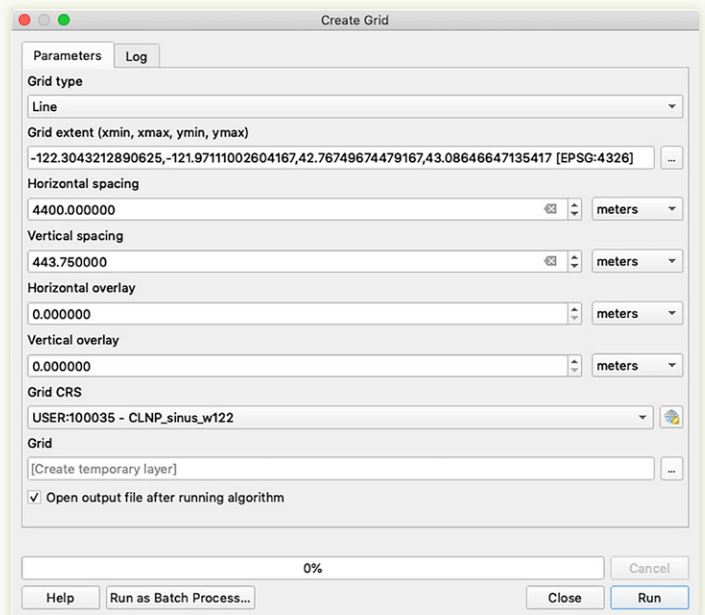 Create Grid
Parameters Log
Grid type
Line
Grid extent (xmin, xmax, ymin, ymax)
-122.3043212890625,-121.97111002604167,42.76749674479167,43.08646647135417 [EPSG:4326] ...
Horizontal spacing
4400.000000 meters
Vertical spacing
443.750000 meters
Horizontal overlay
0.000000 meters
Vertical overlay
0.000000 meters
Grid CRS
USER:100035 - CLNP_sinus_w122
Grid
[Create temporary layer] ...
Open output file after running algorithm
0% Cancel
Help Run as Batch Process... Close Run